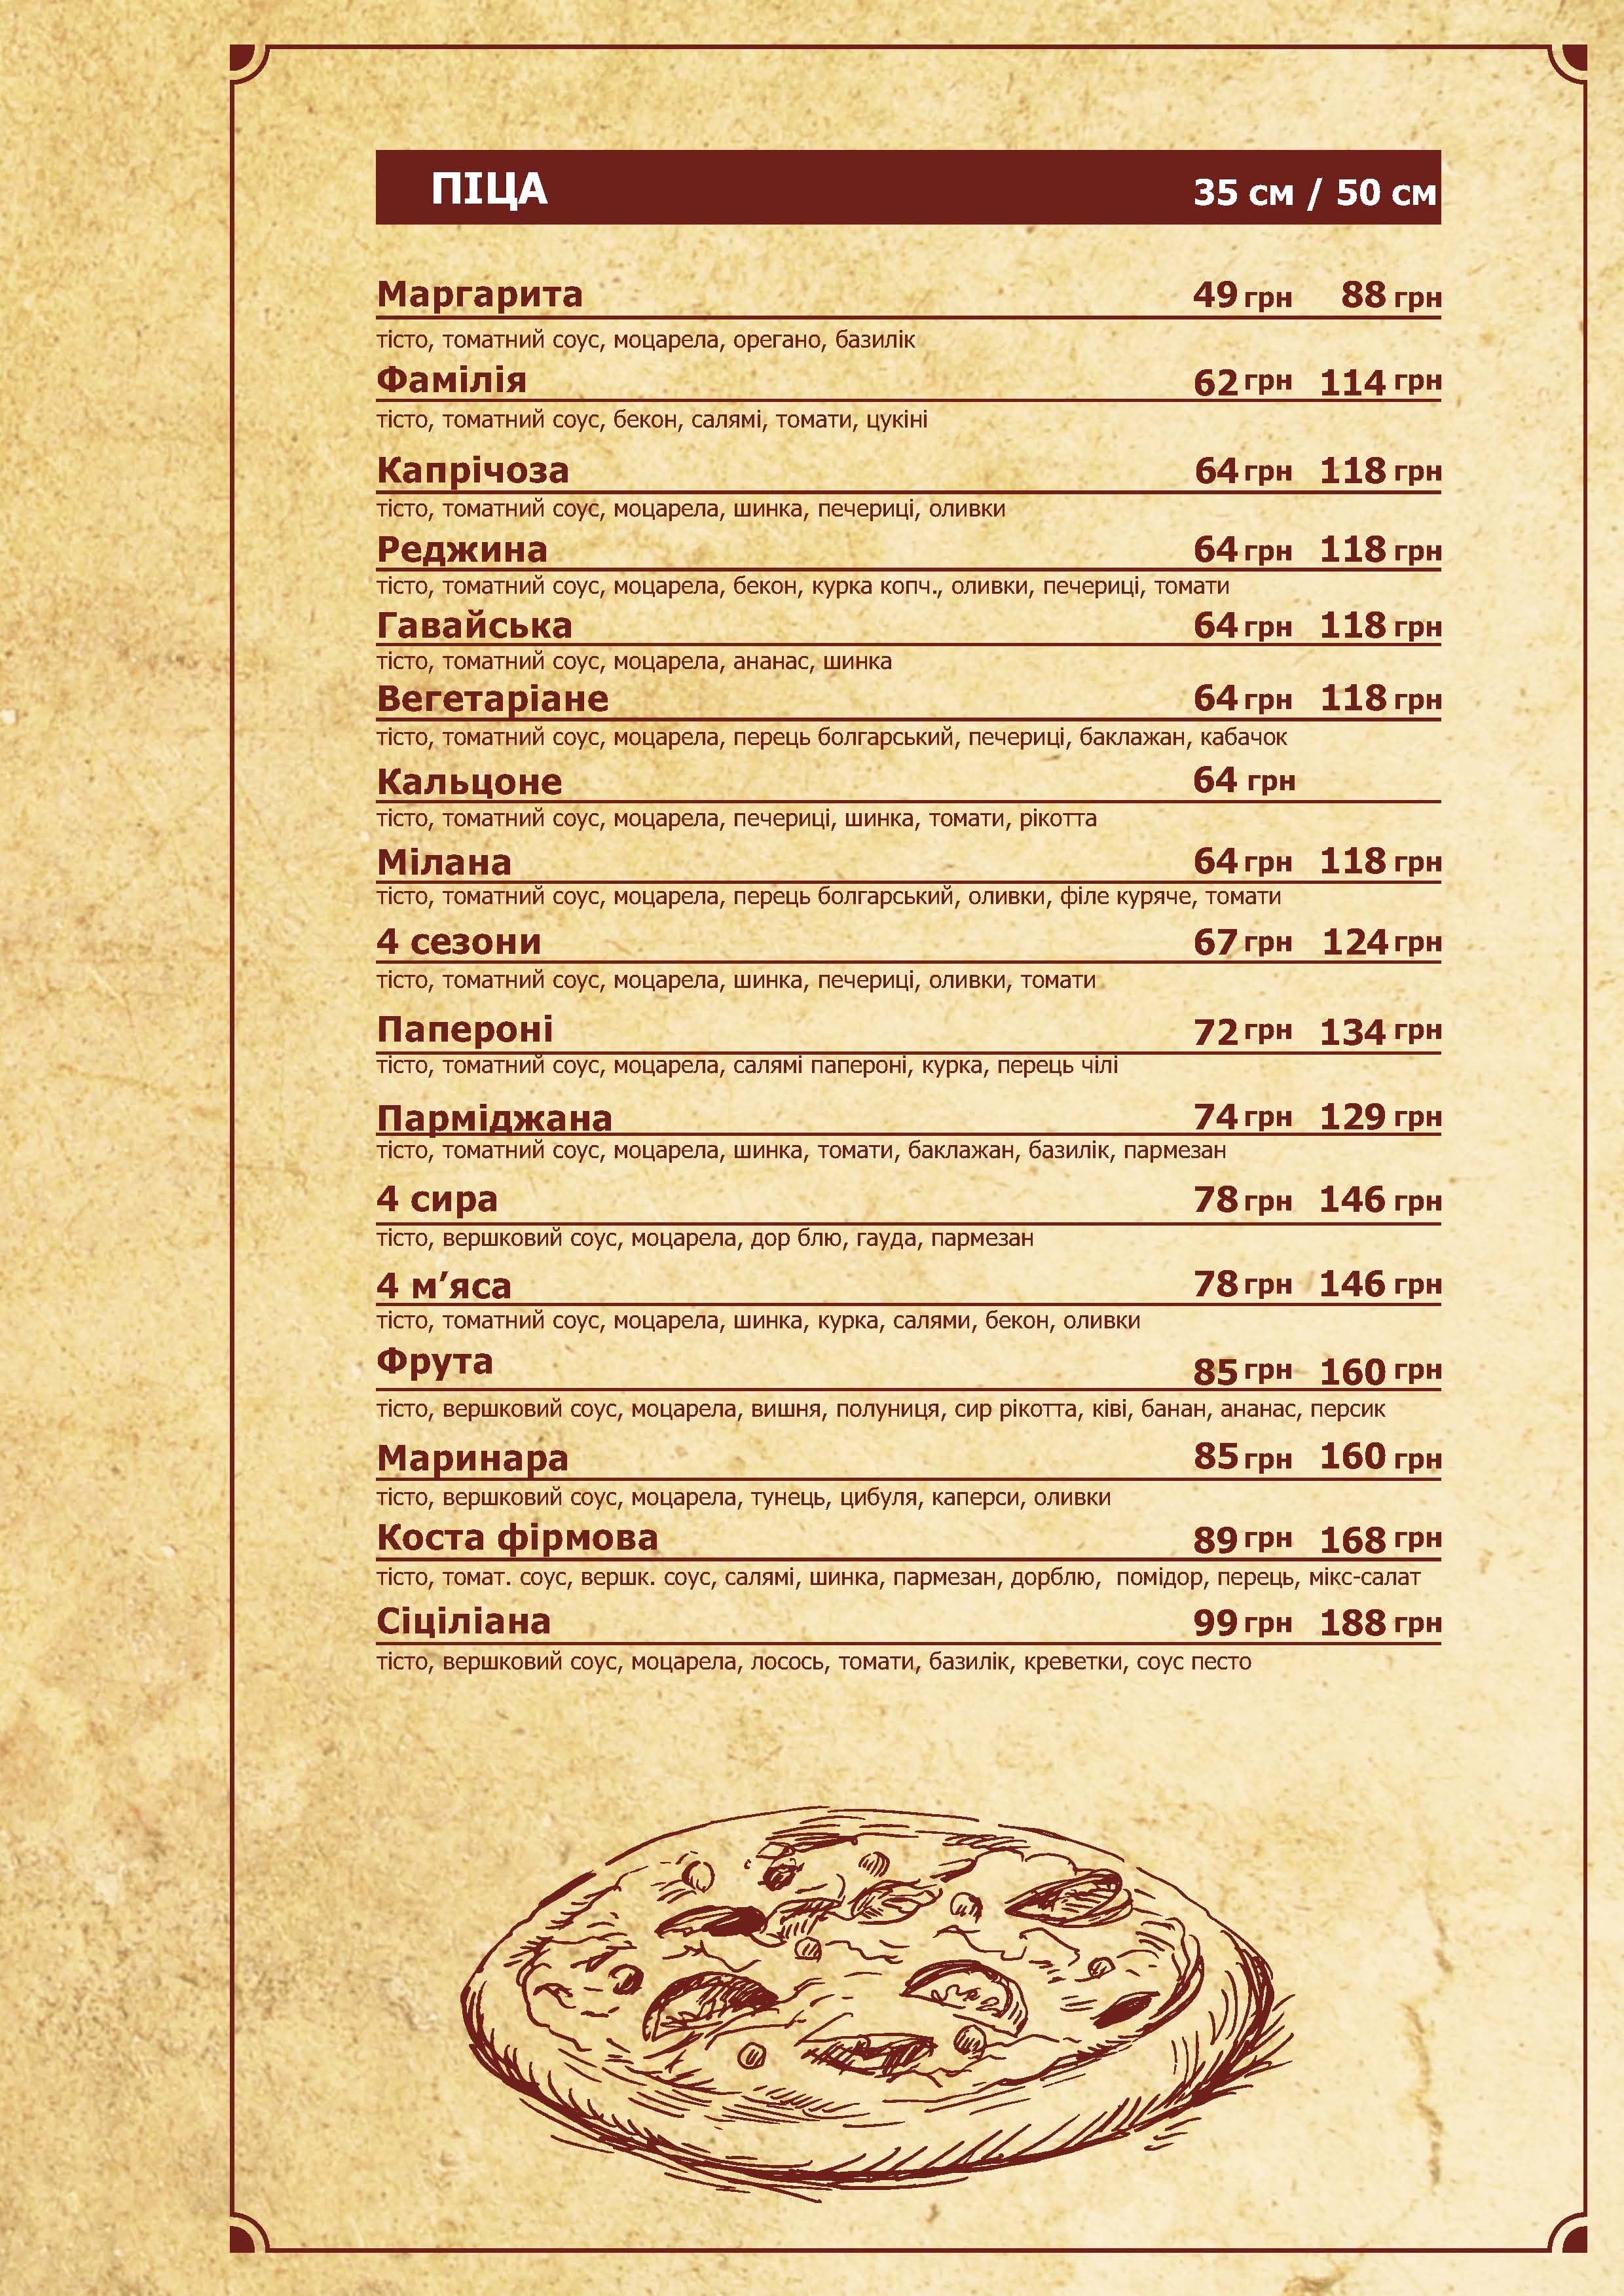 ПІЦА 35 см / 50 см
Маргарита 49 грн 88 грн
тісто, томатний соус, моцарела, орегано, базилік
Фамілія 62 грн 114 грн
тісто, томатний соус, бекон, салямі, томати, цукіні
Капрічоза 64 грн 118 грн
тісто, томатний соус, моцарела, шинка, печериці, оливки
Реджина 64 грн 118 грн
тісто, томатний соус, моцарела, бекон, курка копч., оливки, печериці, томати
Гавайська 64 грн 118 грн
тісто, томатний соус, моцарела, ананас, шинка
Вегетаріане 64 грн 118 грн
тісто, томатний соус, моцарела, перець болгарський, печериці, баклажан, кабачок
Кальцоне 64 грн
тісто, томатний соус, моцарела, печериці, шинка, томати, рікотта
Мілана 64 грн 118 грн
тісто, томатний соус, моцарела, перець болгарський, оливки, філе куряче, томати
4 сезони 67 грн 124 грн
тісто, томатний соус, моцарела, шинка, печериці, оливки, томати
Папероні 72 грн 134 грн
тісто, томатний соус, моцарела, салямі папероні, курка, перець чілі
Парміджана 74 грн 129 грн
тісто, томатний соус, моцарела, шинка, томати, баклажан, базилік, пармезан
4 сира 78 грн 146 грн
тісто, вершковий соус, моцарела, дор блю, гауда, пармезан
4 м’яса 78 грн 146 грн
тісто, томатний соус, моцарела, шинка, курка, салями, бекон, оливки
Фрута 85 грн 160 грн
тісто, вершковий соус, моцарела, вишня, полуниця, сир рікотта, ківі, банан, ананас, персик
Маринара 85 грн 160 грн
тісто, вершковий соус, моцарела, тунець, цибуля, каперси, оливки
Коста фірмова 89 грн 168 грн
тісто, томат. соус, вершк. соус, салямі, шинка, пармезан, дорблю, помідор, перець, мікс-салат
Сіціліана 99 грн 188 грн
тісто, вершковий соус, моцарела, лосось, томати, базилік, креветки, соус песто